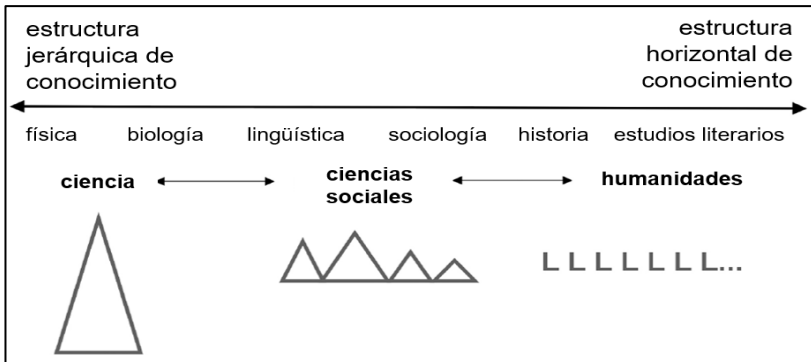 estructura
jerárquica de
conocimiento
estructura
horizontal de
conocimiento
física biología lingüística sociología historia estudios literarios
ciencia ciencias sociales humanidades
L L L L L L L...